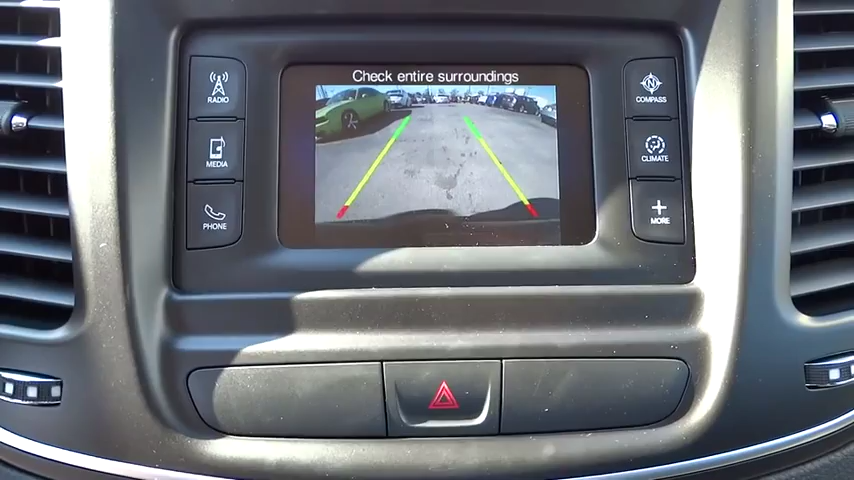 Check entire surroundings
RADIO
MEDIA
PHONE
N
COMPASS
CLIMATE
MORE